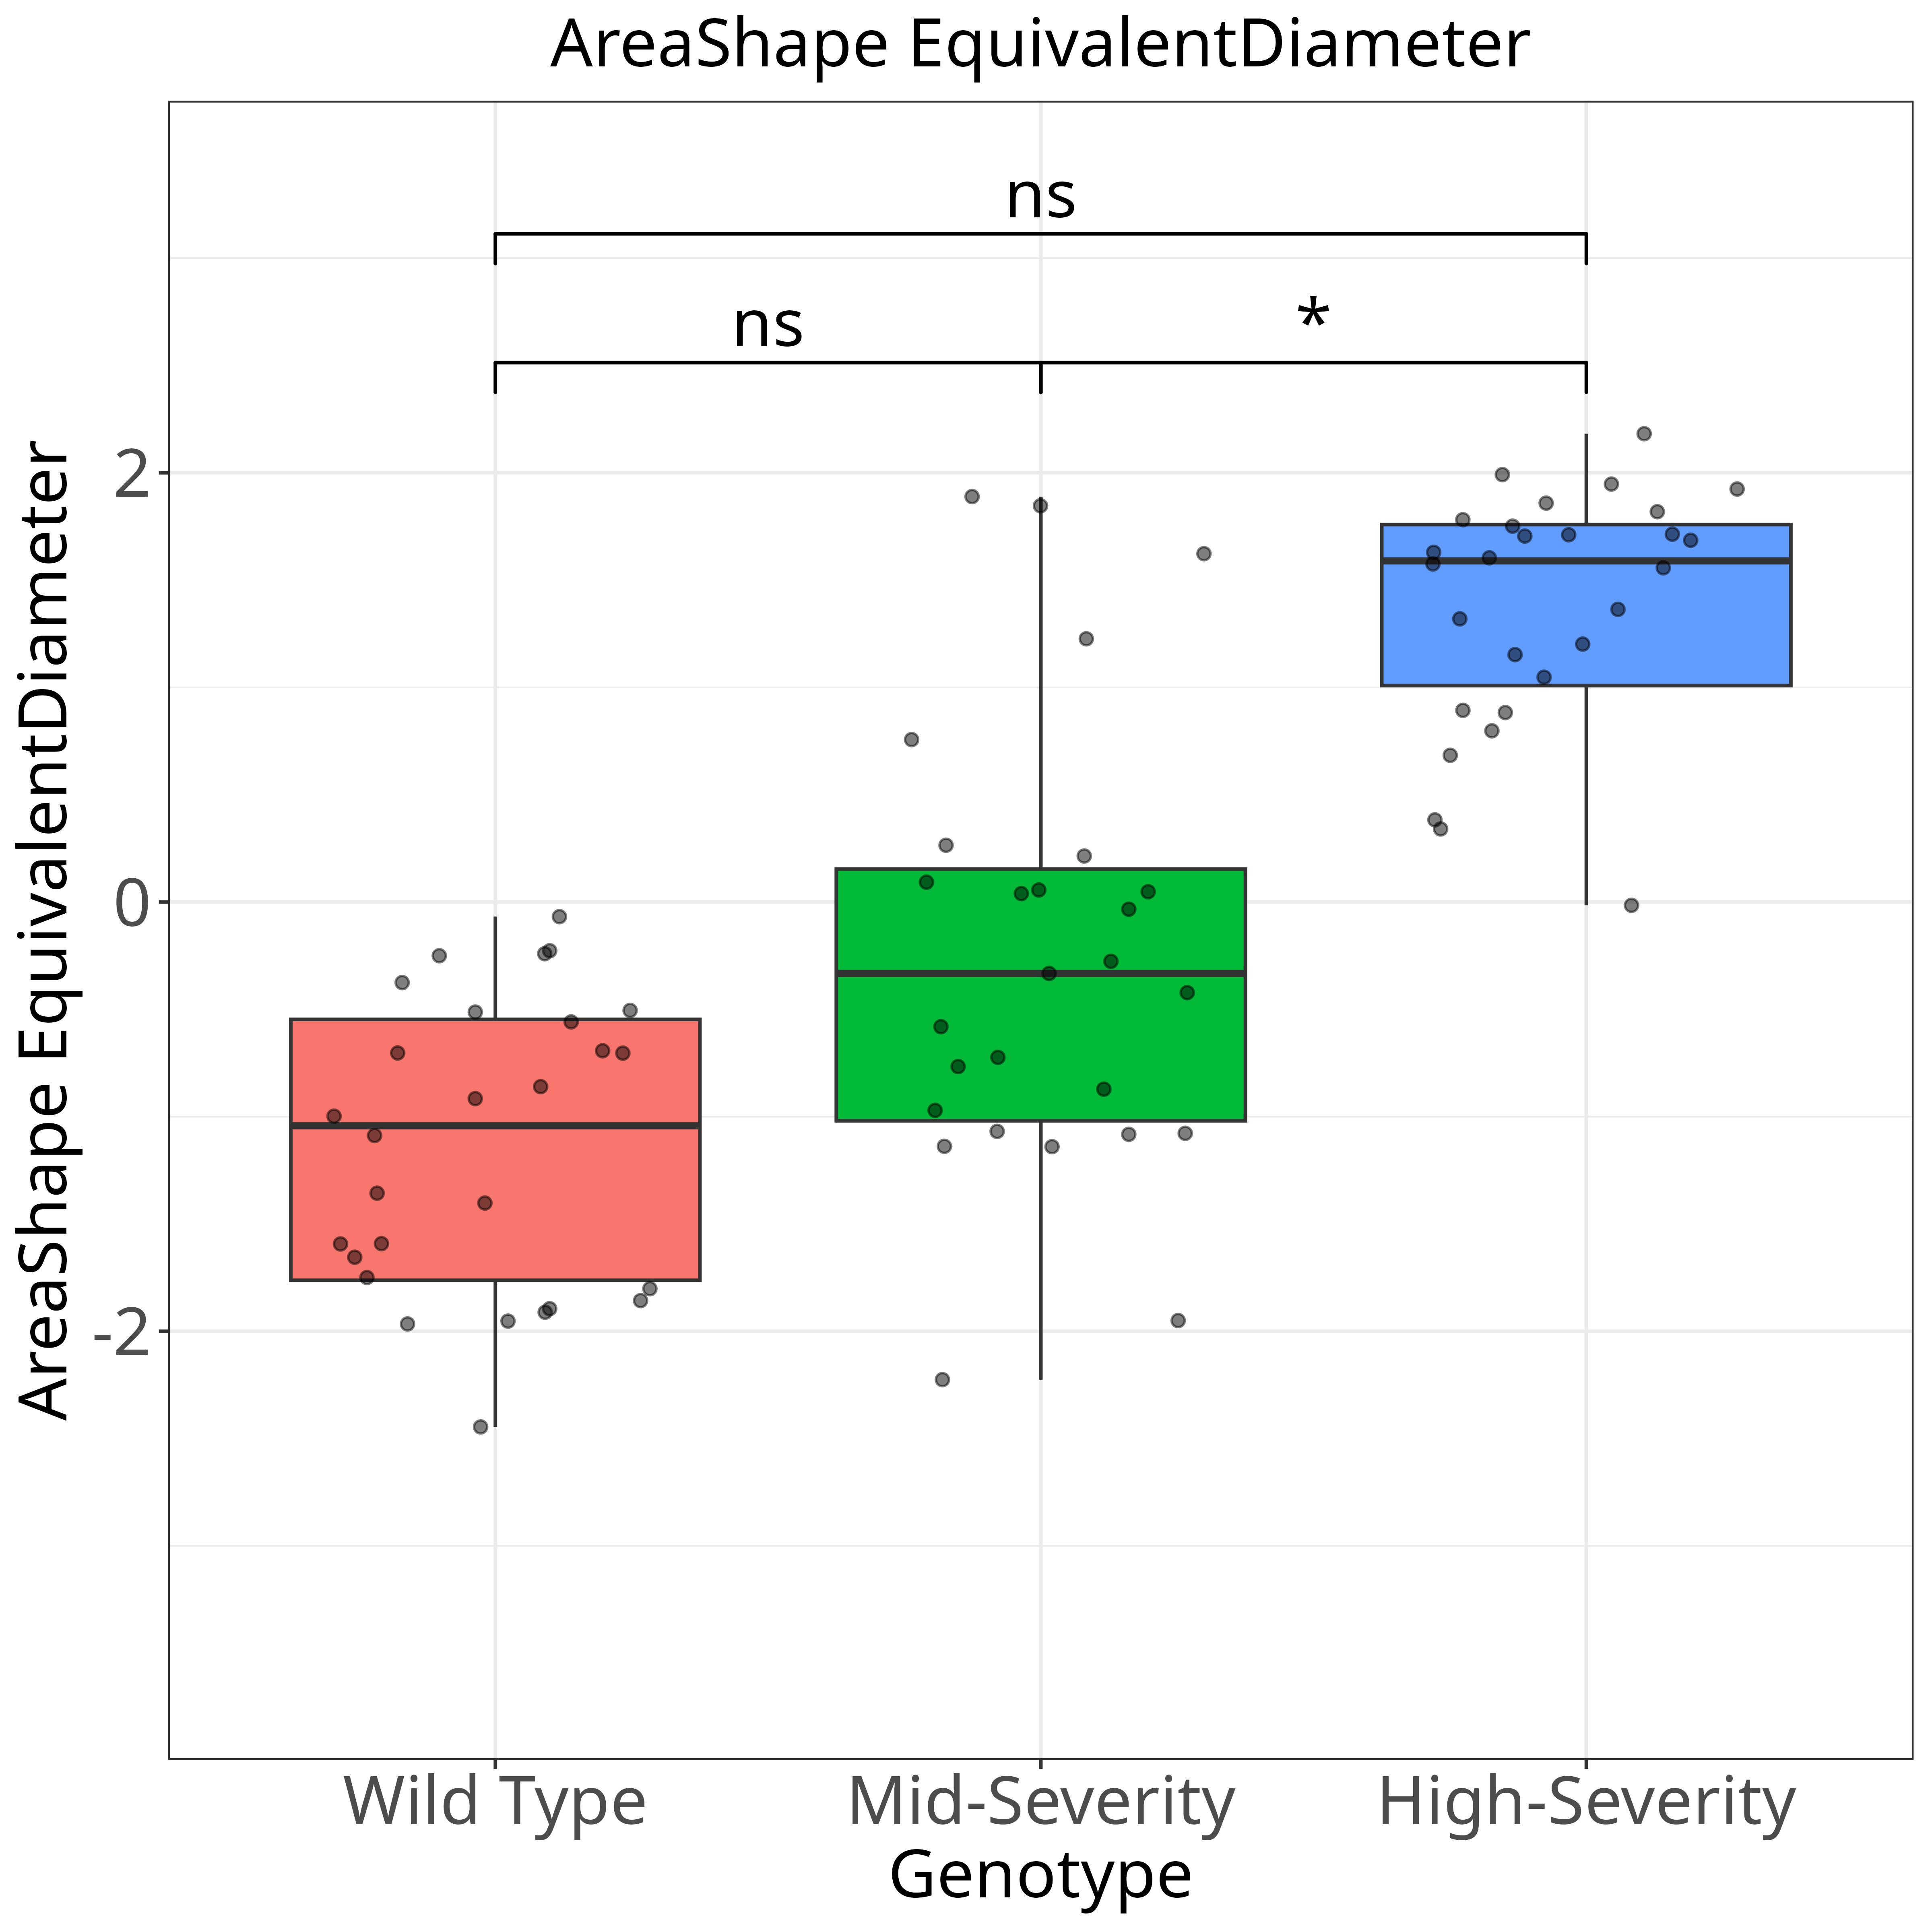 AreaShape EquivalentDiameter
ns
ns
*
AreaShape EquivalentDiameter
2
0
-2
Wild Type
Mid-Severity
High-Severity
Genotype